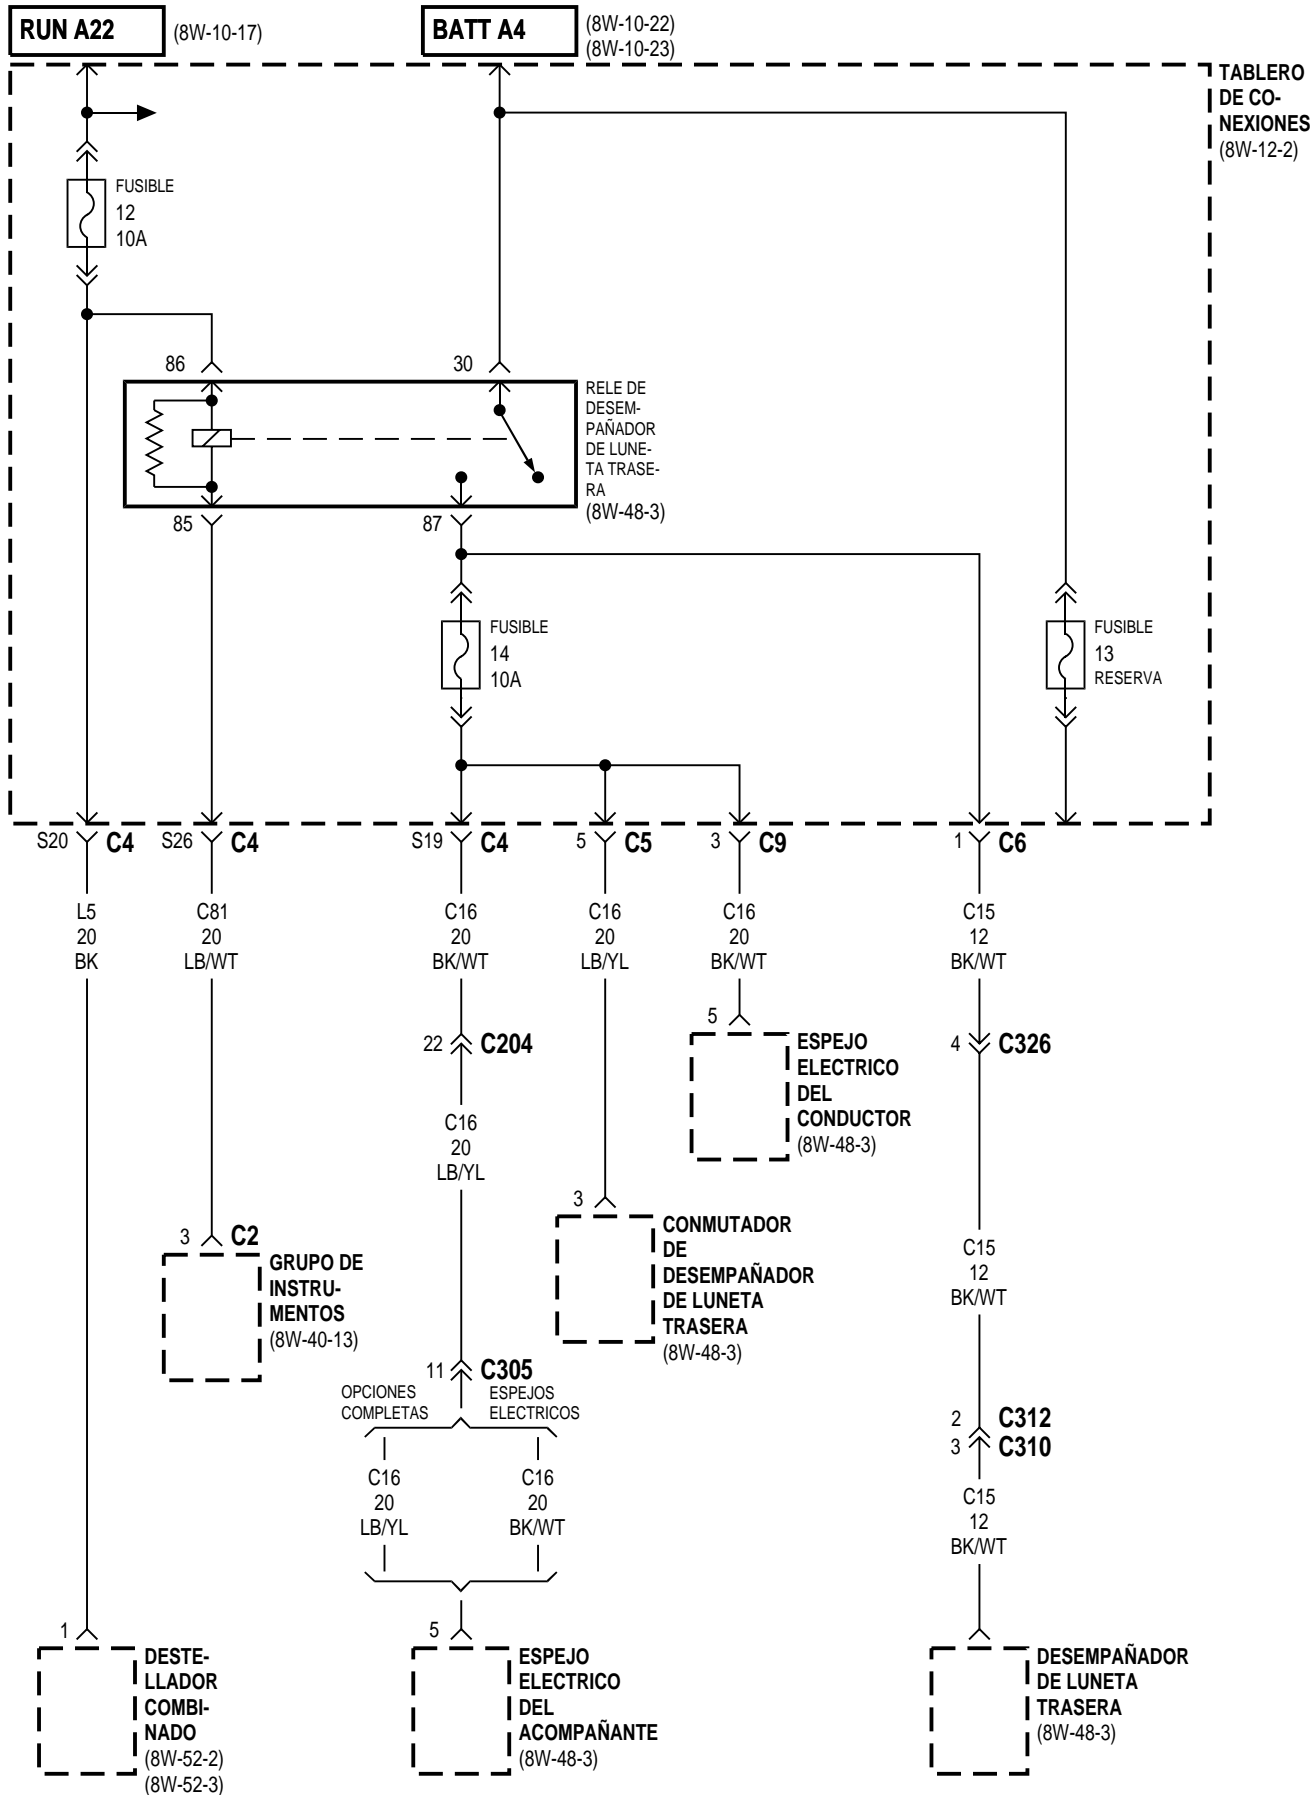 RUN A22
(8W-10-17)
BATT A4
(8W-10-22)
(8W-10-23)
TABLERO
DE CO-
NEXIONES
(8W-12-2)
FUSIBLE
12
10A
86
30
RELE DE
DESEM-
PAÑADOR
DE LUNE-
TA TRASE-
RA
(8W-48-3)
85
87
FUSIBLE
14
10A
FUSIBLE
13
RESERVA
S20
C4
S26
C4
S19
C4
5
C5
3
C9
1
C6
L5
20
BK
C81
20
LB/WT
C16
20
BK/WT
C16
20
LB/YL
C16
20
BK/WT
C15
12
BK/WT
22
C204
5
ESPEJO
ELECTRICO
DEL
CONDUCTOR
(8W-48-3)
4
C326
C16
20
LB/YL
3
CONMUTADOR
DE
DESEMPAÑADOR
DE LUNETA
TRASERA
(8W-48-3)
3
C2
GRUPO DE
INSTRU-
MENTOS
(8W-40-13)
C15
12
BK/WT
11
C305
OPCIONES
COMPLETAS
ESPEJOS
ELECTRICOS
2
C312
3
C310
C16
20
LB/YL
C16
20
BK/WT
C15
12
BK/WT
1
DESTE-
LLADOR
COMBI-
NADO
(8W-52-2)
(8W-52-3)
5
ESPEJO
ELECTRICO
DEL
ACOMPAÑANTE
(8W-48-3)
DESEMPAÑADOR
DE LUNETA
TRASERA
(8W-48-3)